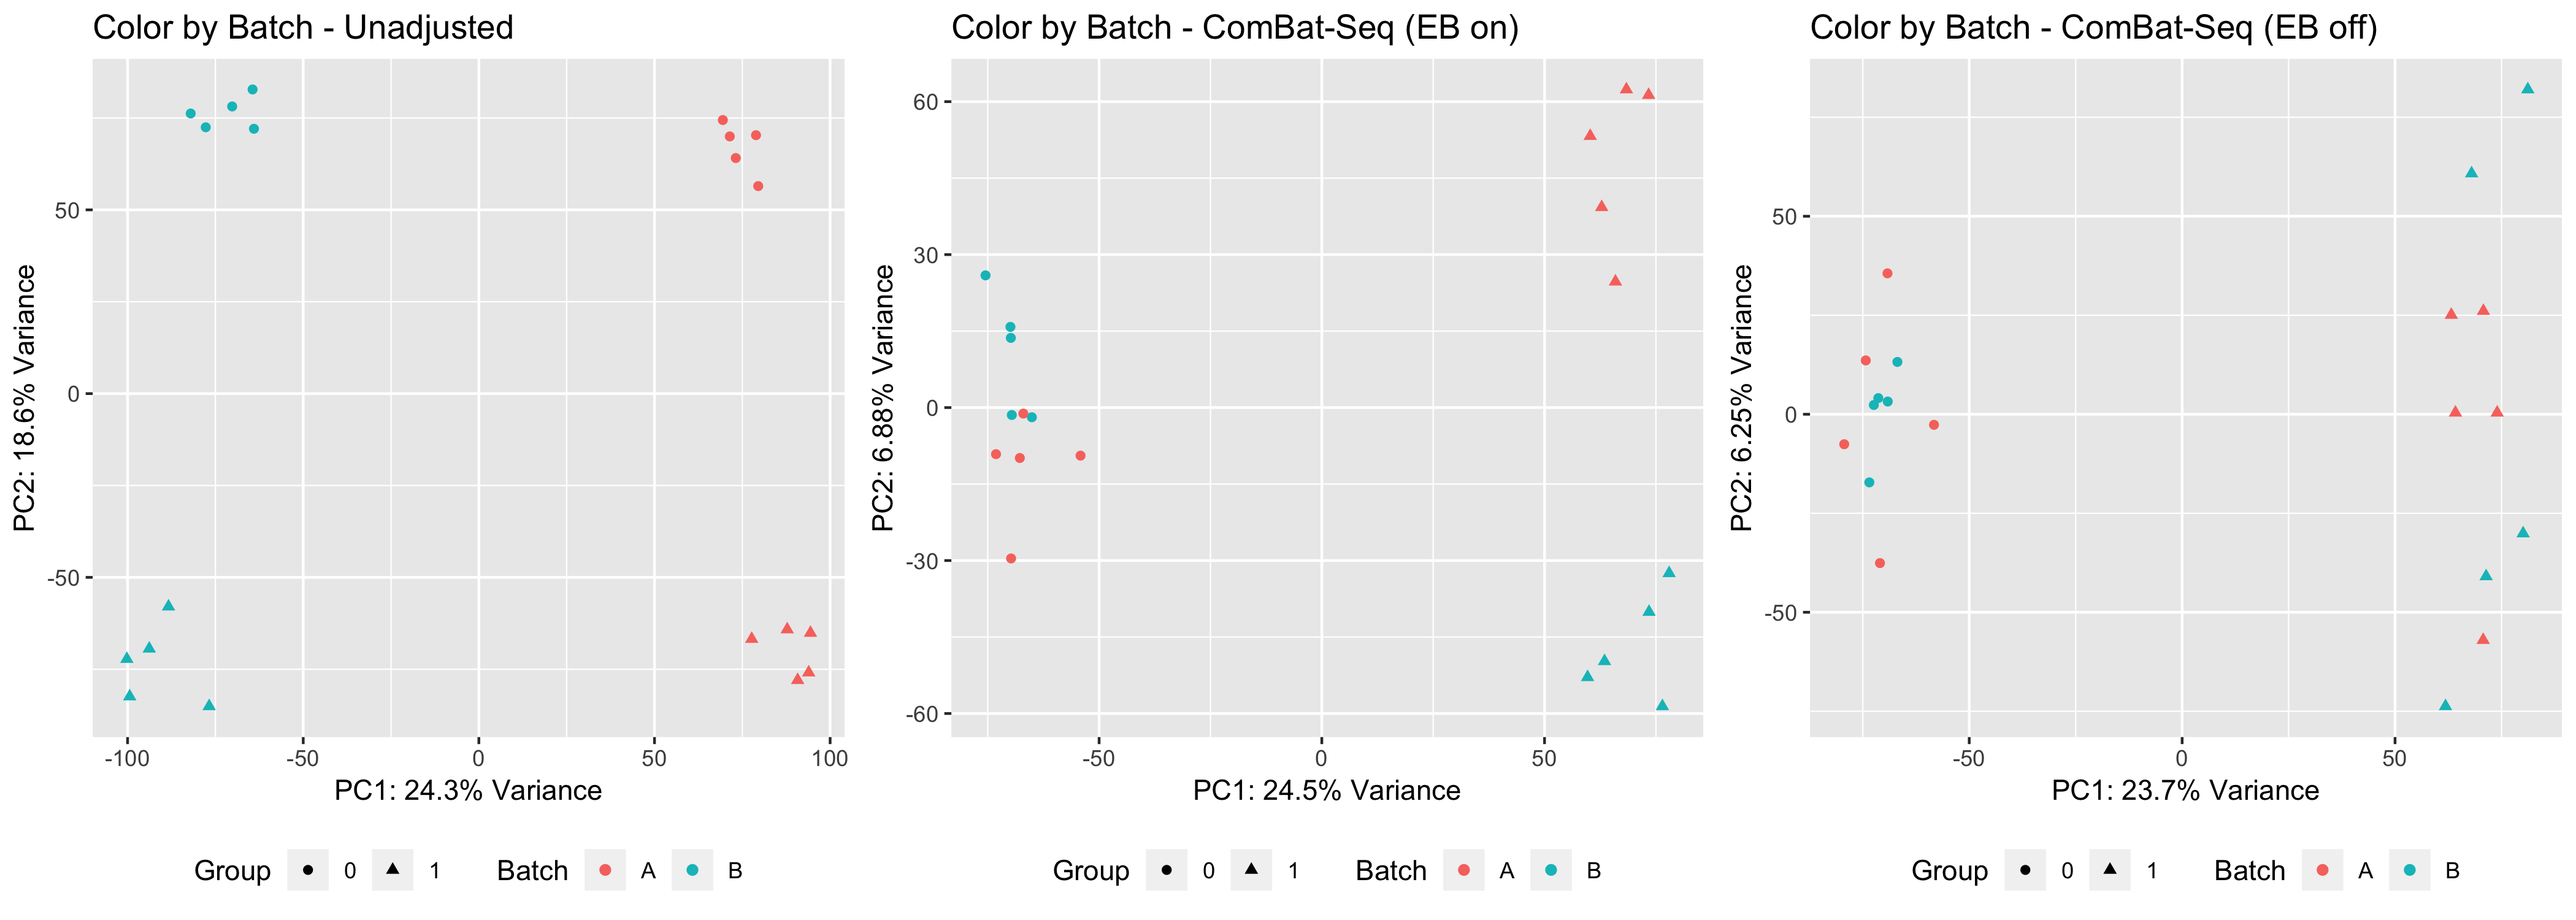 Color by Batch - Unadjusted
PC2: 18.6% Variance
50
0
-50
-100 -50 0 50 100
PC1: 24.3% Variance
Group 0 1 Batch A B
Color by Batch - ComBat-Seq (EB on)
PC2: 6.88% Variance
60
30
0
-30
-60
-50 0 50
PC1: 24.5% Variance
Group 0 1 Batch A B
Color by Batch - ComBat-Seq (EB off)
PC2: 6.25% Variance
50
0
-50
-50 0 50
PC1: 23.7% Variance
Group 0 1 Batch A B